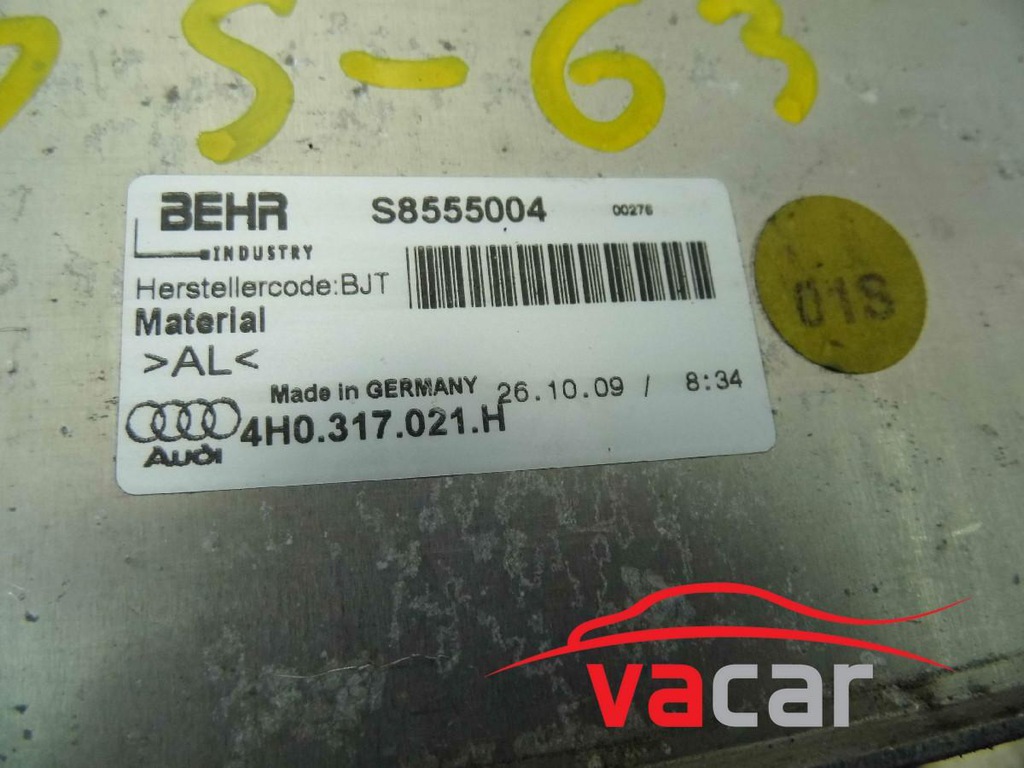 5-63
BEHR
INDUSTRY
S8555004
00276
Herstellercode:BJT
Material
>AL<
Made in GERMANY
26.10.09 / 8:34
4H0.317.021.H
Audi
01S
vacar